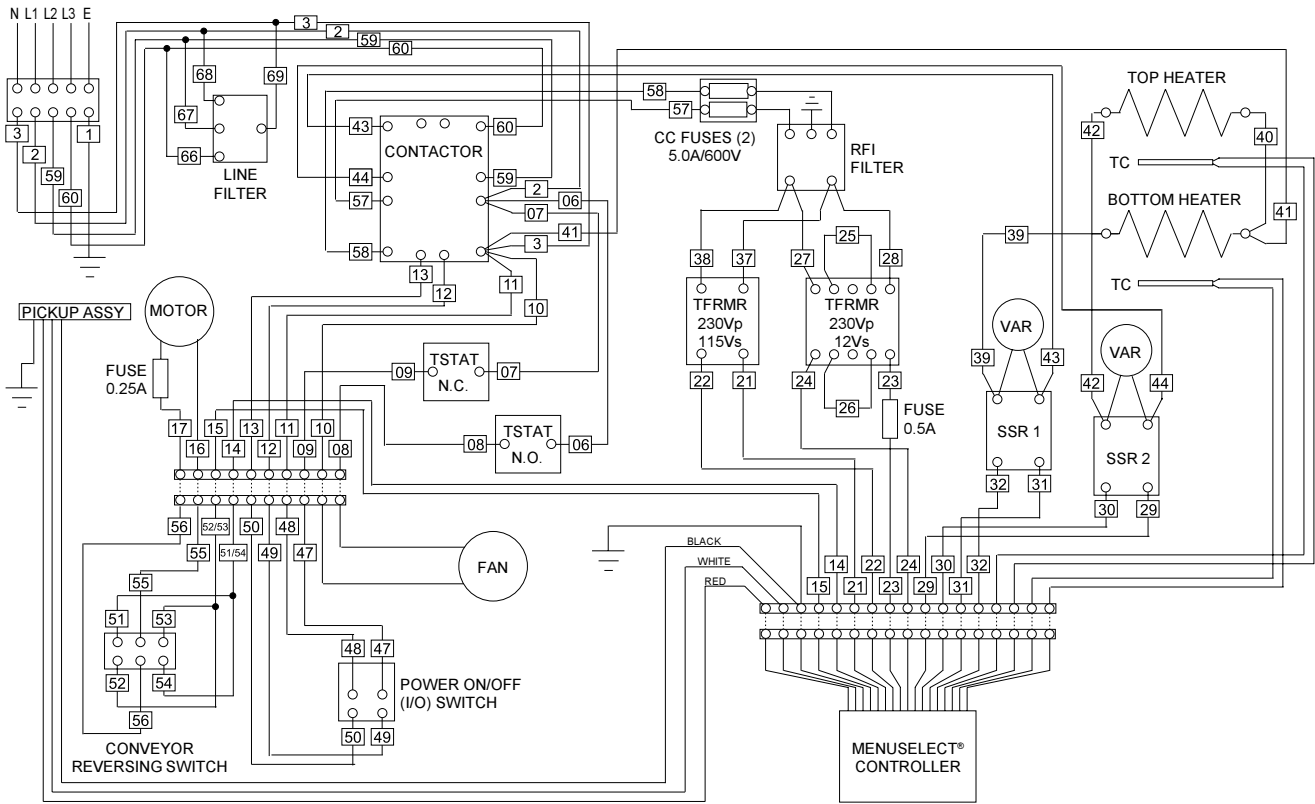 N L1 L2 L3 E
3
2
59
60
68
69
67
66
3
2
59
60
1
LINE
FILTER
43
44
57
58
CONTACTOR
60
59
2
06
07
41
3
11
10
13
12
58
57
CC FUSES (2)
5.0A/600V
RFI
FILTER
TOP HEATER
42
40
TC
BOTTOM HEATER
41
39
TC
38
37
27
25
28
TFRMR
230Vp
115Vs
TFRMR
230Vp
12Vs
22
21
24
23
26
FUSE
0.5A
VAR
39
43
SSR 1
32
31
VAR
42
44
SSR 2
30
29
PICKUP ASSY
MOTOR
FUSE
0.25A
09
TSTAT
N.C.
07
08
TSTAT
N.O.
06
17
16
15
14
13
12
11
09
10
08
56
55
52/53
51/54
50
49
48
47
FAN
55
51
53
52
54
56
CONVEYOR
REVERSING SWITCH
48
47
50
49
POWER ON/OFF
(I/O) SWITCH
BLACK
WHITE
RED
15
14
21
22
23
24
29
30
31
32
MENUSELECT®
CONTROLLER